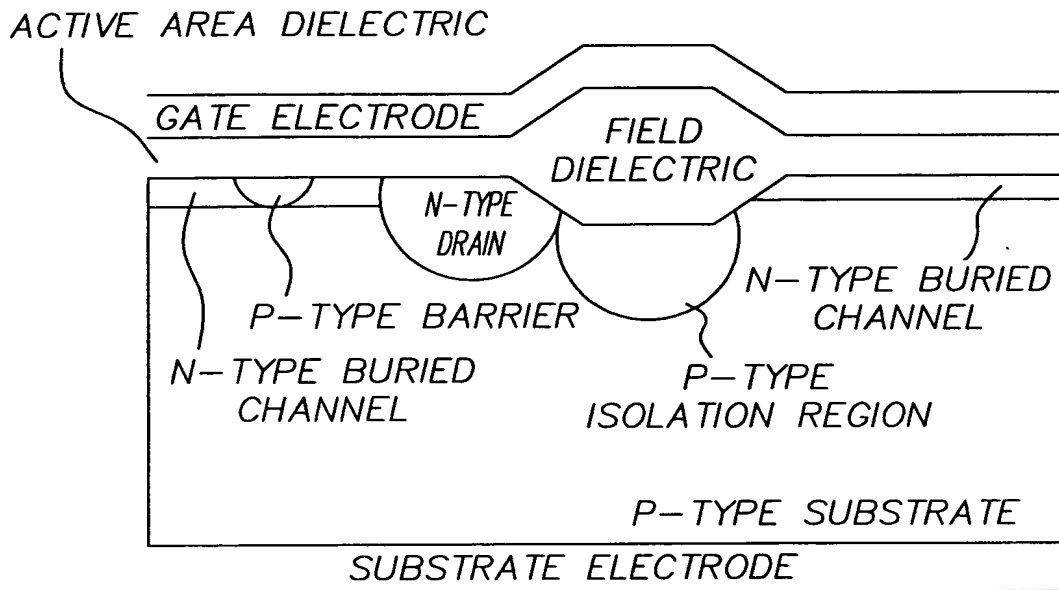 ACTIVE AREA DIELECTRIC
GATE ELECTRODE
FIELD
DIELECTRIC
N-TYPE
DRAIN
P-TYPE BARRIER
N-TYPE BURIED
CHANNEL
N-TYPE BURIED
CHANNEL
P-TYPE
ISOLATION REGION
P-TYPE SUBSTRATE
SUBSTRATE ELECTRODE